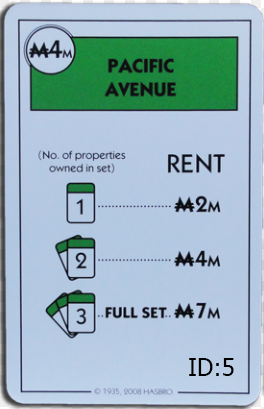 ₩4M
PACIFIC
AVENUE
(No. of properties
owned in set)
RENT
1 ₩2M
2 ₩4M
3 FULL SET ₩7M
ID:5
© 1935, 2008 HASBRO